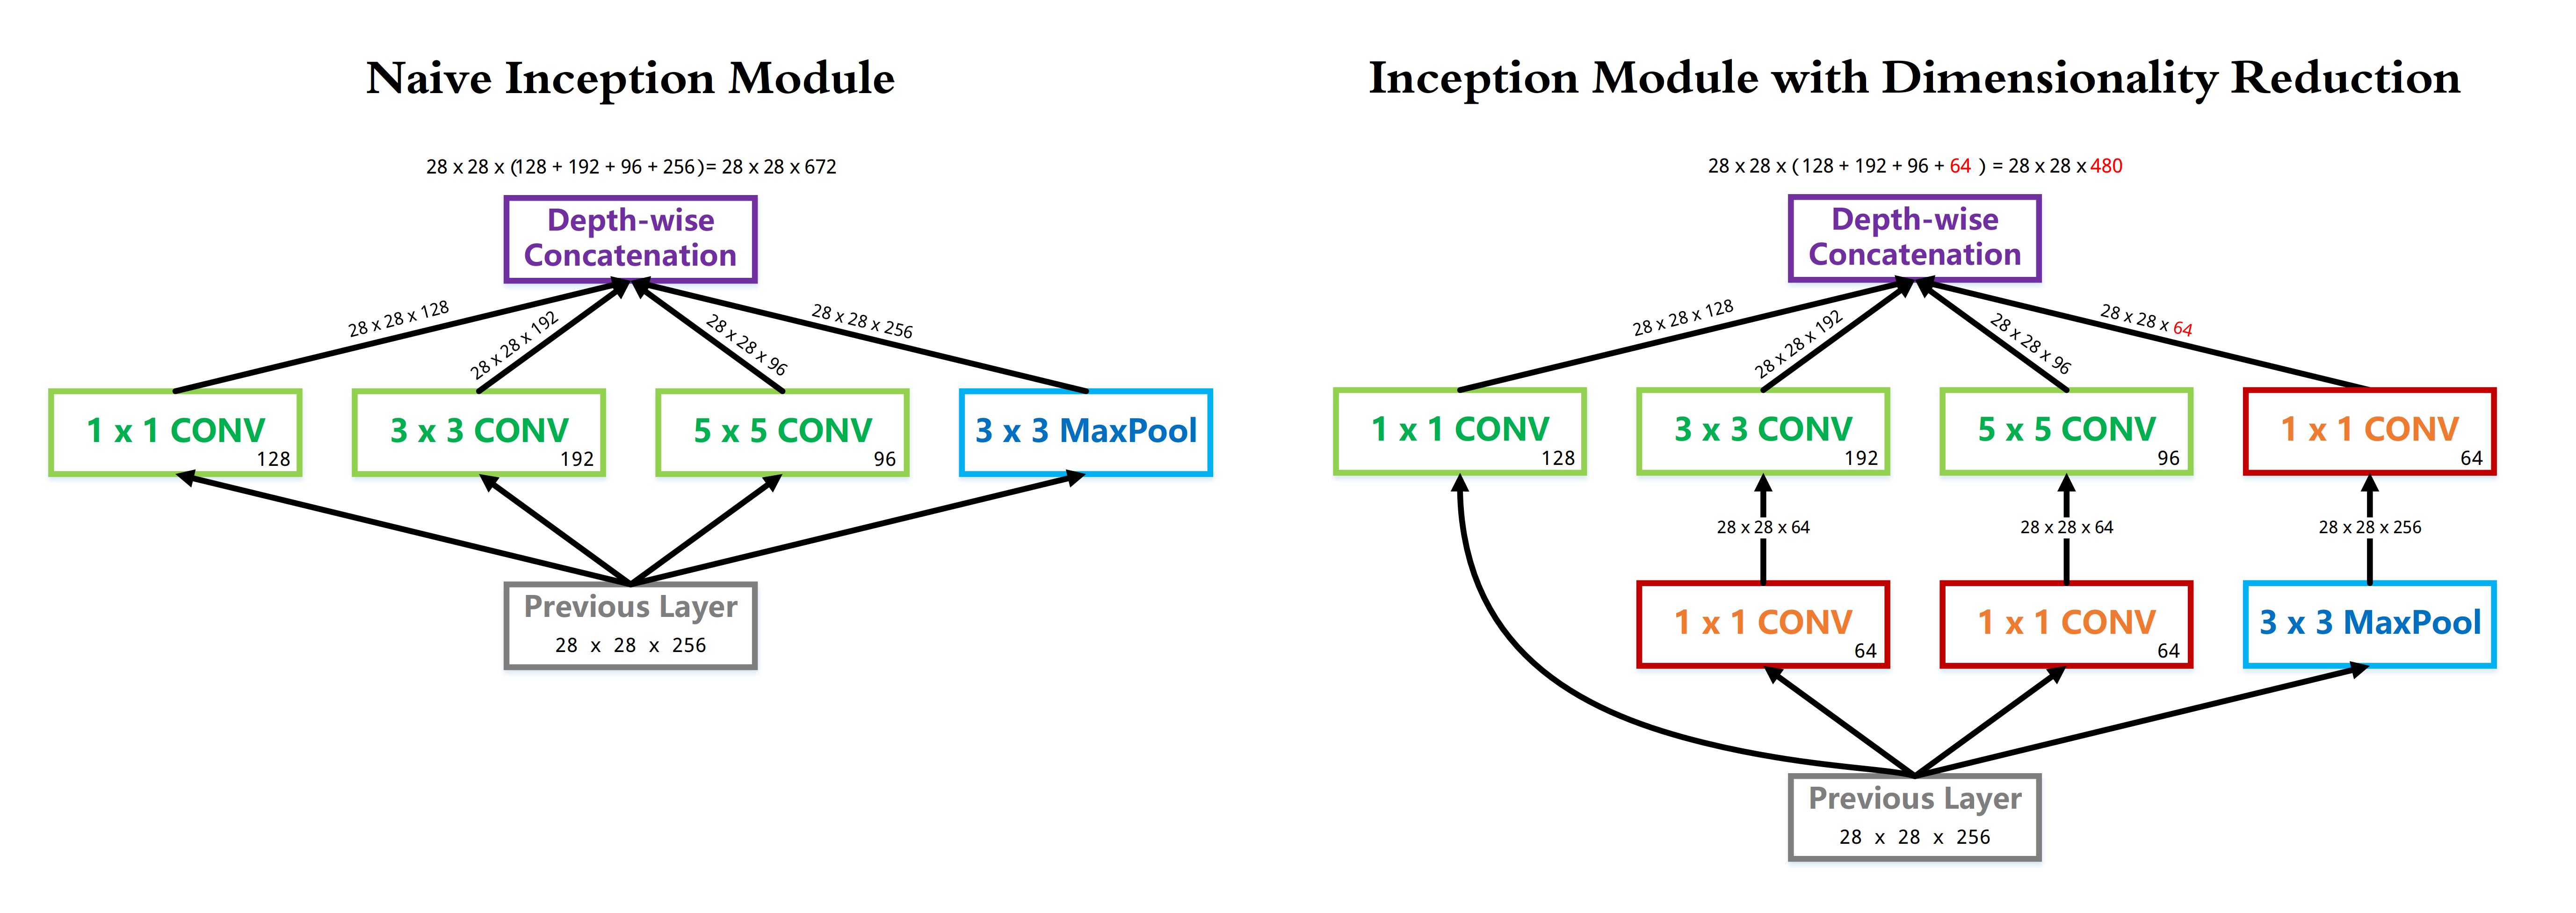 Naive Inception Module
28 x 28 x (128 + 192 + 96 + 256)= 28 x 28 x 672
Depth-wise
Concatenation
28 x 28 x 128
28 x 28 x 192
28 x 28 x 96
28 x 28 x 256
1 x 1 CONV
128
3 x 3 CONV
192
5 x 5 CONV
96
3 x 3 MaxPool
Previous Layer
28 x 28 x 256
Inception Module with Dimensionality Reduction
28 x 28 x ( 128 + 192 + 96 + 64 ) = 28 x 28 x 480
Depth-wise
Concatenation
28 x 28 x 128
28 x 28 x 192
28 x 28 x 96
28 x 28 x 64
1 x 1 CONV
128
3 x 3 CONV
192
5 x 5 CONV
96
1 x 1 CONV
64
28 x 28 x 64
28 x 28 x 64
28 x 28 x 256
1 x 1 CONV
64
1 x 1 CONV
64
3 x 3 MaxPool
Previous Layer
28 x 28 x 256